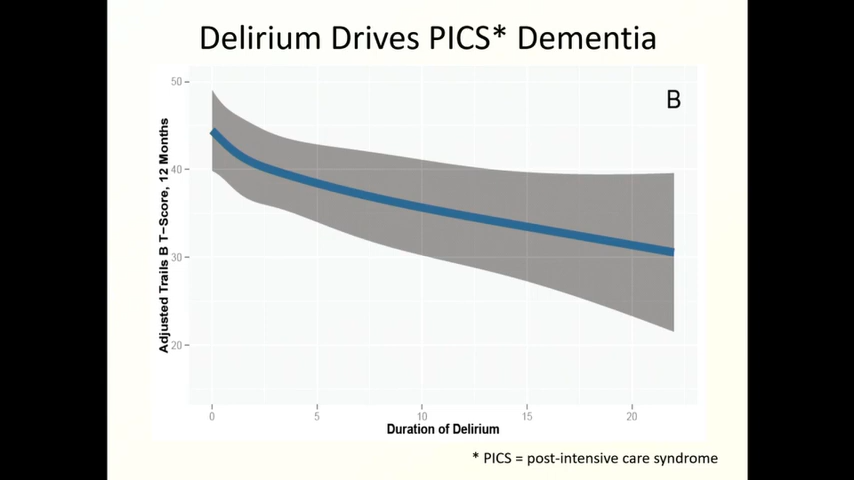 Delirium Drives PICS* Dementia
B
Adjusted Trails B T-Score, 12 Months
50
40
30
20
0 5 10 15 20
Duration of Delirium
* PICS = post-intensive care syndrome